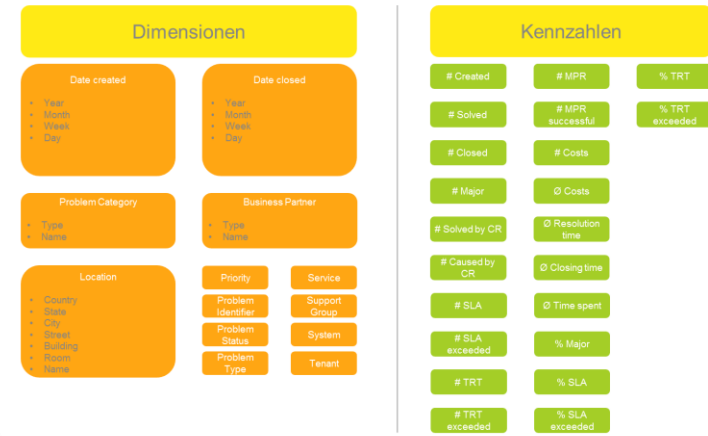 Dimensionen
Date created
• Year
• Month
• Week
• Day
Date closed
• Year
• Month
• Week
• Day
Problem Category
• Type
• Name
Business Partner
• Type
• Name
Location
• Country
• State
• City
• Street
• Building
• Room
• Name
Priority
Service
Problem
Identifier
Support
Group
Problem
Status
System
Problem
Type
Tenant
Kennzahlen
# Created
# Solved
# Closed
# Major
# Solved by CR
# Caused by
CR
# SLA
# SLA
exceeded
# TRT
# TRT
exceeded
# MPR
# MPR
successful
# Costs
Ø Costs
Ø Resolution
time
Ø Closing time
Ø Time spent
% Major
% SLA
% SLA
exceeded
% TRT
% TRT
exceeded